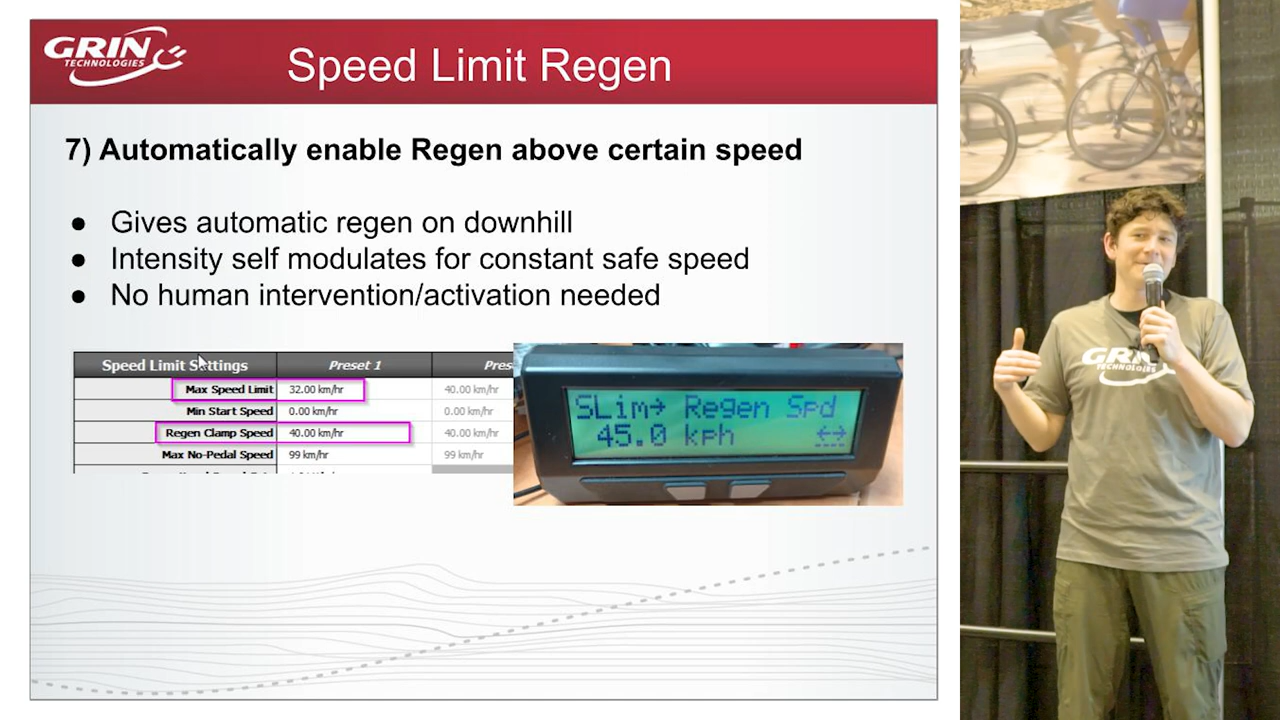 GRIN
TECHNOLOGIES
Speed Limit Regen
7) Automatically enable Regen above certain speed
● Gives automatic regen on downhill
● Intensity self modulates for constant safe speed
● No human intervention/activation needed
Speed Limit Settings Preset 1 Pres
Max Speed Limit 32.00 km/hr 40.00 km/hr
Min Start Speed 0.00 km/hr 0.00 km/hr
Regen Clamp Speed 40.00 km/hr 40.00 km/hr
Max No-Pedal Speed 99 km/hr 99 km/hr
SLim→ Regen Spd
45.0 kph ←→
GRIN
TECHNOLOGIES